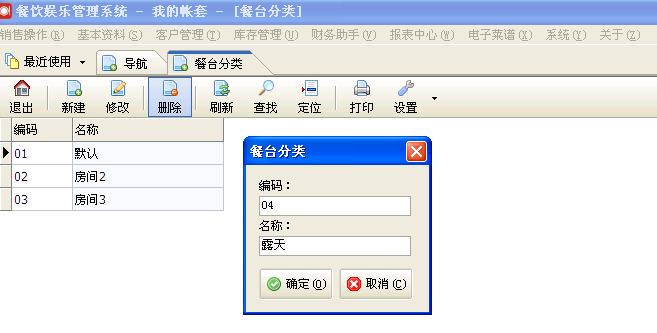 餐饮娱乐管理系统 - 我的帐套 - [餐台分类]
销售操作(R) 基本资料(S) 客户管理(T) 库存管理(U) 财务助手(V) 报表中心(W) 电子菜谱(X) 系统(Y) 关于(Z)
最近使用 导航 餐台分类
退出 新建 修改 删除 刷新 查找 定位 打印 设置
编码 名称
01 默认
02 房间2
03 房间3
餐台分类
编码：
04
名称：
露天
确定(O) 取消(C)